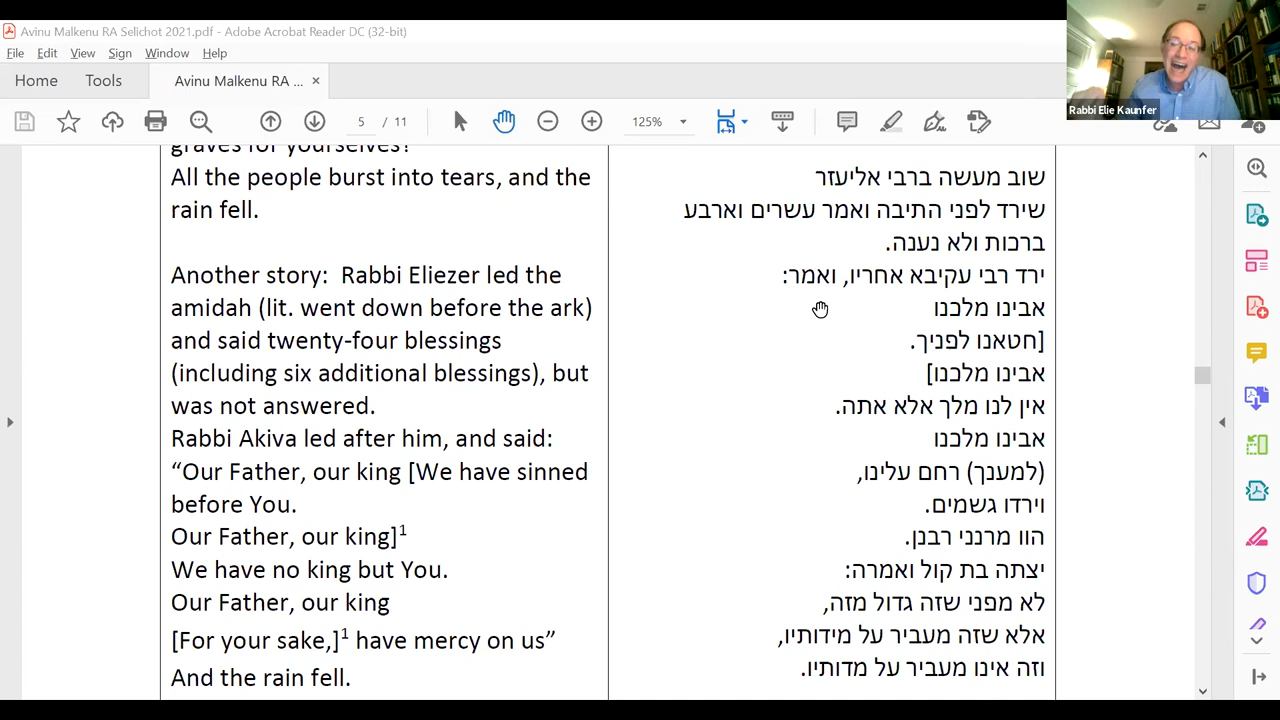 Avinu Malkenu RA Selichot 2021.pdf - Adobe Acrobat Reader DC (32-bit)
File Edit View Sign Window Help
Home Tools Avinu Malkenu RA ... ×
5 / 11 125%
Rabbi Elie Kaunfer
graves for yourselves?
All the people burst into tears, and the
rain fell.
Another story: Rabbi Eliezer led the
amidah (lit. went down before the ark)
and said twenty-four blessings
(including six additional blessings), but
was not answered.
Rabbi Akiva led after him, and said:
“Our Father, our king [We have sinned
before You.
Our Father, our king]1
We have no king but You.
Our Father, our king
[For your sake,]1 have mercy on us”
And the rain fell.
שוב מעשה ברבי אליעזר
שירד לפני התיבה ואמר עשרים וארבע
ברכות ולא נענה.
ירד רבי עקיבא אחריו, ואמר:
אבינו מלכנו
[חטאנו לפניך.
אבינו מלכנו]
אין לנו מלך אלא אתה.
אבינו מלכנו
(למענך) רחם עלינו,
וירדו גשמים.
הוו מרנני רבנן.
יצתה בת קול ואמרה:
לא מפני שזה גדול מזה,
אלא שזה מעביר על מידותיו,
וזה אינו מעביר על מדותיו.